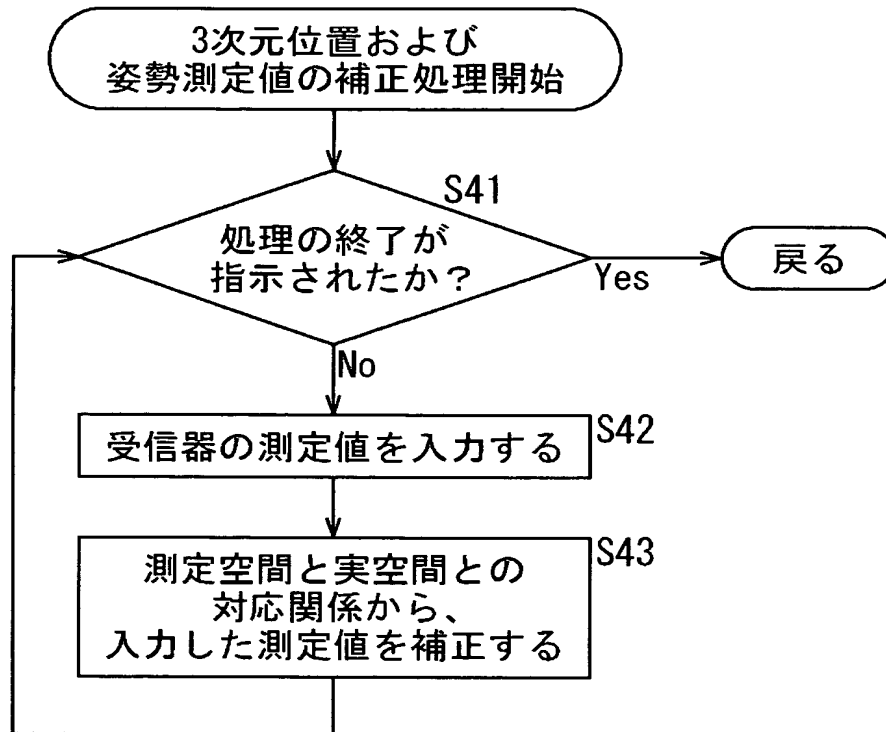 3次元位置および
姿勢測定値の補正処理開始
S41
処理の終了が
指示されたか？
Yes
戻る
No
受信器の測定値を入力する
S42
測定空間と実空間との
対応関係から、
入力した測定値を補正する
S43